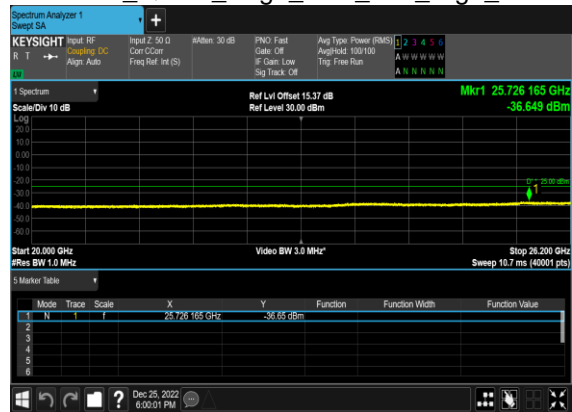 Spectrum Analyzer 1
Swept SA
+
KEYSIGHT
R T
LW
Input: RF
Coupling: DC
Align: Auto
Input Z: 50 Ω
Corr CCorr
Freq Ref: Int (S)
#Atten: 30 dB
PNO: Fast
Gate: Off
IF Gain: Low
Sig Track: Off
Avg Type: Power (RMS)
Avg|Hold: 100/100
Trig: Free Run
1 2 3 4 5 6
A W W W W W
A N N N N N
1 Spectrum
Scale/Div 10 dB
Ref Lvl Offset 15.37 dB
Ref Level 30.00 dBm
Mkr1 25.726 165 GHz
-36.649 dBm
Log
20.0
10.0
0.00
-10.0
-20.0
-30.0
-40.0
-50.0
-60.0
1
Start 20.000 GHz
#Res BW 1.0 MHz
Video BW 3.0 MHz*
Stop 26.200 GHz
Sweep 10.7 ms (40001 pts)
5 Marker Table
Mode Trace Scale X Y Function Function Width Function Value
1 N 1 f 25.726 165 GHz -36.65 dBm
2
3
4
5
6
?
Dec 25, 2022
6:00:01 PM